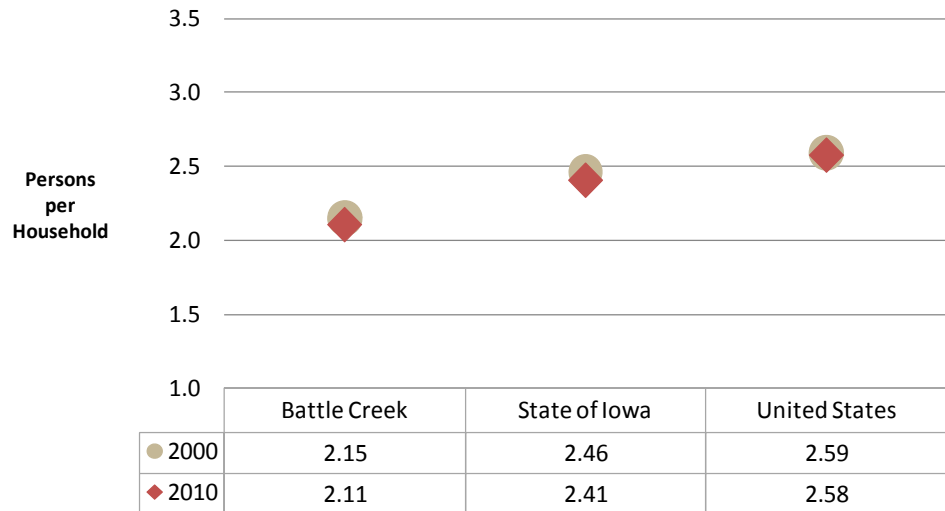 3.5
3.0
2.5
2.0
1.5
1.0
Persons
per
Household
Battle Creek State of Iowa United States
2000 2.15 2.46 2.59
2010 2.11 2.41 2.58